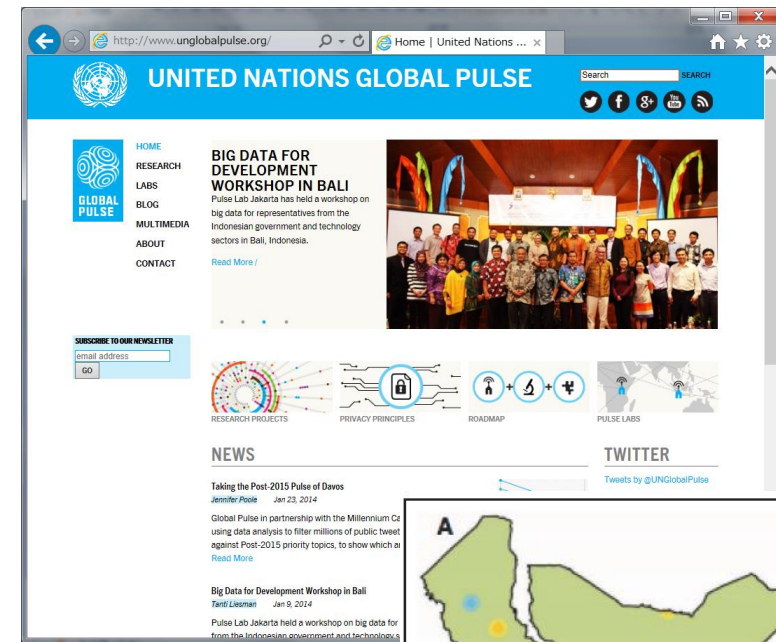 http://www.unglobalpulse.org/
Home | United Nations ...
UNITED NATIONS GLOBAL PULSE
Search
SEARCH
GLOBAL
PULSE
HOME
RESEARCH
LABS
BLOG
MULTIMEDIA
ABOUT
CONTACT
BIG DATA FOR
DEVELOPMENT
WORKSHOP IN BALI
Pulse Lab Jakarta has held a workshop on
big data for representatives from the
Indonesian government and technology
sectors in Bali, Indonesia.
Read More /
SUBSCRIBE TO OUR NEWSLETTER
email address
GO
RESEARCH PROJECTS
PRIVACY PRINCIPLES
ROADMAP
PULSE LABS
NEWS
Taking the Post-2015 Pulse of Davos
Jennifer Poole Jan 23, 2014
Global Pulse in partnership with the Millennium Ca
using data analysis to filter millions of public tweet
against Post-2015 priority topics, to show which a
Read More
Big Data for Development Workshop in Bali
Tanti Liesman Jan 9, 2014
Pulse Lab Jakarta held a workshop on big data for
from the Indonesian government and technology s
TWITTER
Tweets by @UNGlobalPulse
A